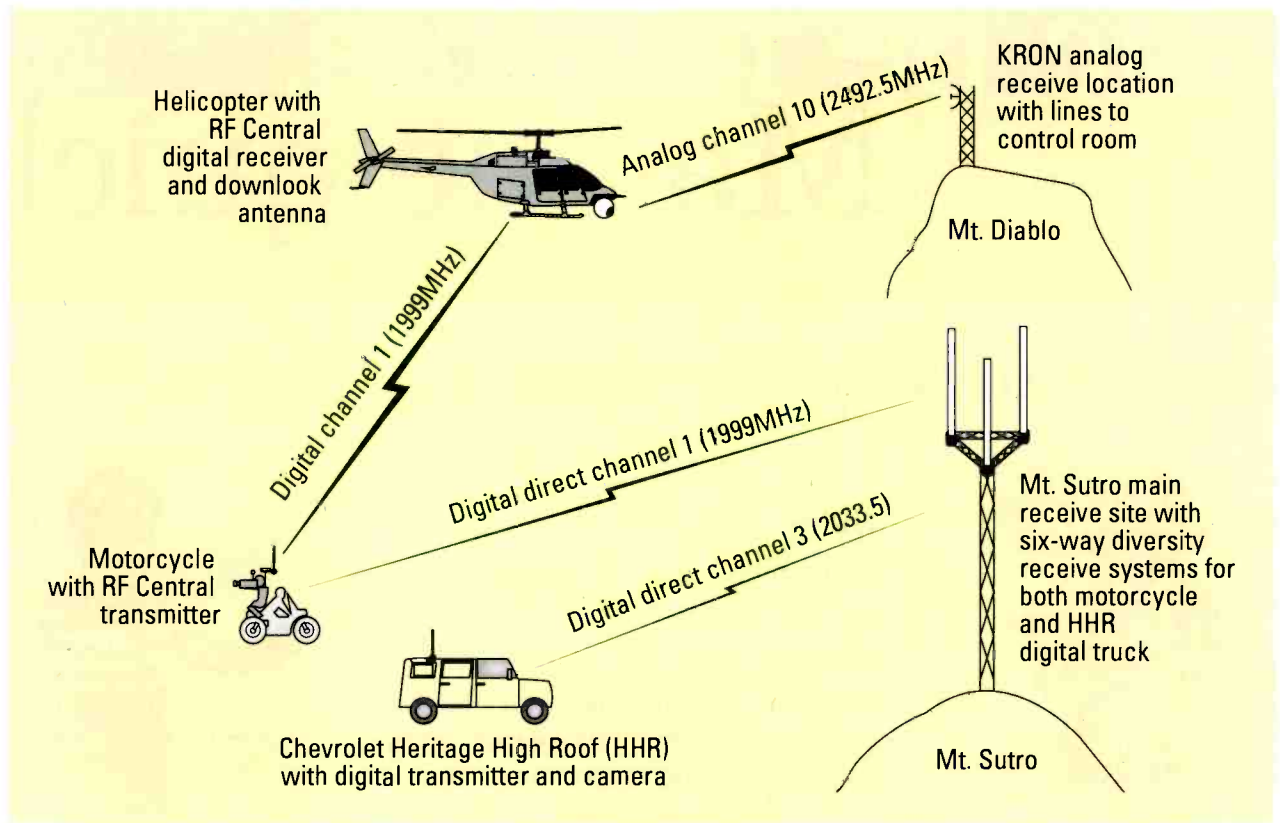 Helicopter with
RF Central
digital receiver
and downlook
antenna
Analog channel 10 (2492.5MHz)
KRON analog
receive location
with lines to
control room
Mt. Diablo
Digital channel 1 (1999MHz)
Digital direct channel 1 (1999MHz)
Digital direct channel 3 (2033.5)
Motorcycle
with RF Central
transmitter
Mt. Sutro main
receive site with
six-way diversity
receive systems for
both motorcycle
and HHR
digital truck
Chevrolet Heritage High Roof (HHR)
with digital transmitter and camera
Mt. Sutro